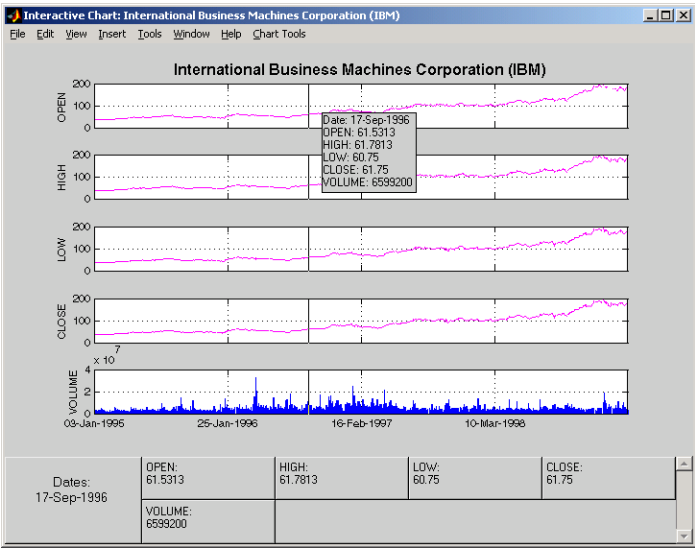 Interactive Chart: International Business Machines Corporation (IBM)
File Edit View Insert Tools Window Help Chart Tools
International Business Machines Corporation (IBM)
OPEN
200
100
0
Date: 17-Sep-1996
OPEN: 61.5313
HIGH: 61.7813
LOW: 60.75
CLOSE: 61.75
VOLUME: 6599200
HIGH
200
100
0
LOW
200
100
0
CLOSE
200
100
0
x 10^7
VOLUME
4
2
0
03-Jan-1995 25-Jan-1996 16-Feb-1997 10-Mar-1998
Dates:
17-Sep-1996
OPEN:
61.5313
HIGH:
61.7813
LOW:
60.75
CLOSE:
61.75
VOLUME:
6599200